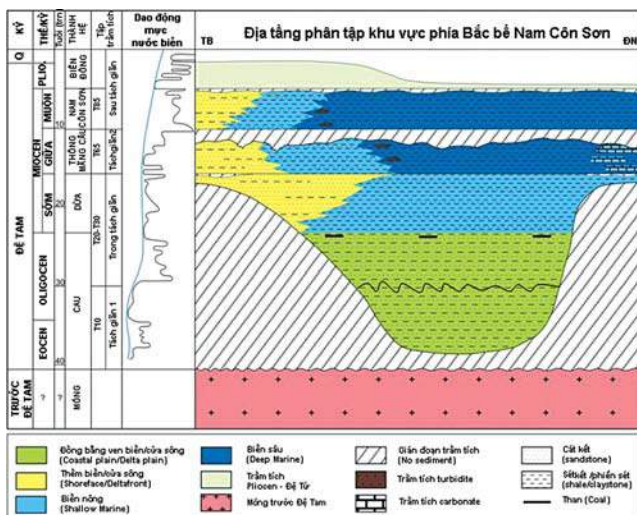 Địa tầng phân tập khu vực phía Bắc bể Nam Côn Sơn
KỶ
THẾ/KỶ
Tuổi (trn)
THÀNH HỆ
Tập trầm tích
Dao động mực nước biển
TB
ĐN
Q
PLIO.
BIỂN ĐÔNG
ĐỆ TAM
MIOCEN
MUỘN
10
NAM CÔN SƠN
T85
Sau tách giãn
GIỮA
THÔNG MÃNG CẦU
T65
Tách giãn 2
SỚM
20
DỪA
T20-T30
Trong tách giãn
OLIGOCEN
30
CAU
T10
Tách giãn 1
EOCEN
40
TRƯỚC ĐỆ TAM
?
?
MÓNG
Đồng bằng ven biển/cửa sông
(Coastal plain/Delta plain)
Thềm biển/cửa sông
(Shoreface/Deltafront)
Biển nông
(Shallow Marine)
Biển sâu
(Deep Marine)
Trầm tích
Pliocen - Đệ Tứ
Móng trước Đệ Tam
Gián đoạn trầm tích
(No sediment)
Trầm tích turbidite
Trầm tích carbonate
Cát kết
(sandstone)
Sét kết /phiến sét
(shale/claystone)
Than (Coal)